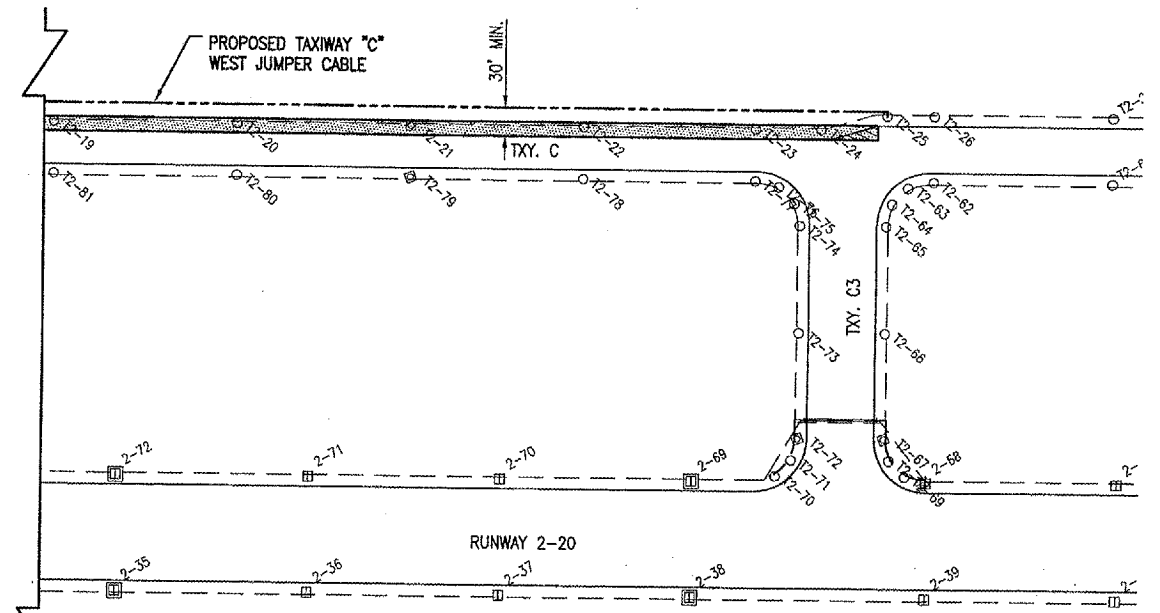 PROPOSED TAXIWAY "C"
WEST JUMPER CABLE
30' MIN.
T2-19
T2-20
T2-21
T2-22
T2-23
T2-24
T2-25
T2-26
TXY. C
T2-81
T2-80
T2-79
T2-78
T2-75
T2-74
T2-62
T2-63
T2-64
T2-65
TXY. C3
T2-73
T2-66
2-72
2-71
2-70
2-69
T2-72
T2-71
T2-70
T2-67
2-68
RUNWAY 2-20
2-35
2-36
2-37
2-38
2-39